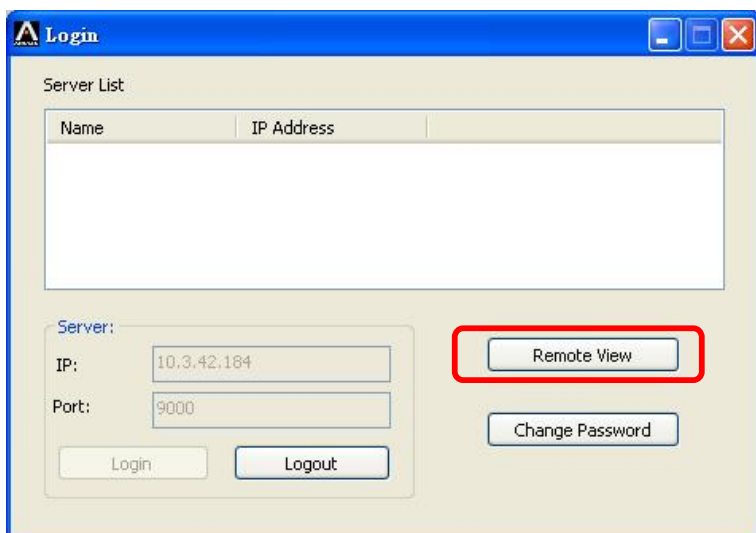 Login
Server List
Name IP Address
Server:
IP: 10.3.42.184
Port: 9000
Login Logout
Remote View
Change Password